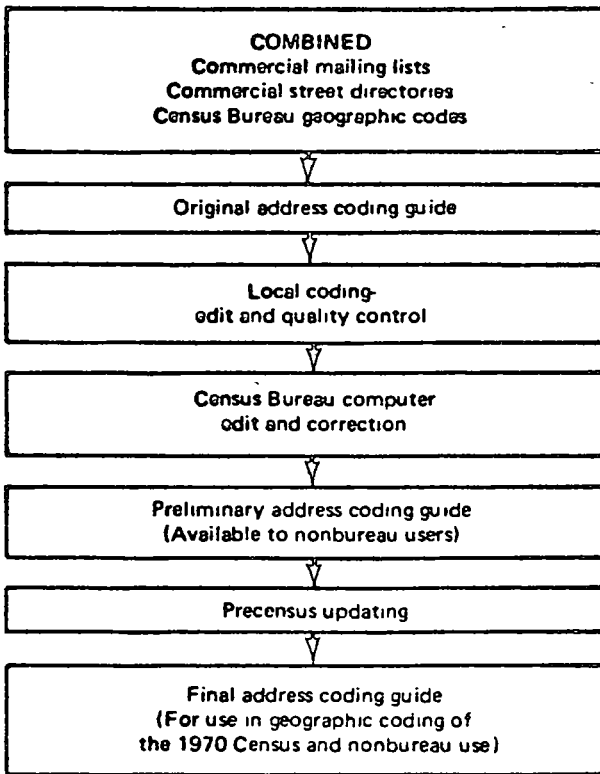 COMBINED
Commercial mailing lists
Commercial street directories
Census Bureau geographic codes
Original address coding guide
Local coding-
edit and quality control
Census Bureau computer
edit and correction
Preliminary address coding guide
(Available to nonbureau users)
Precensus updating
Final address coding guide
(For use in geographic coding of
the 1970 Census and nonbureau use)